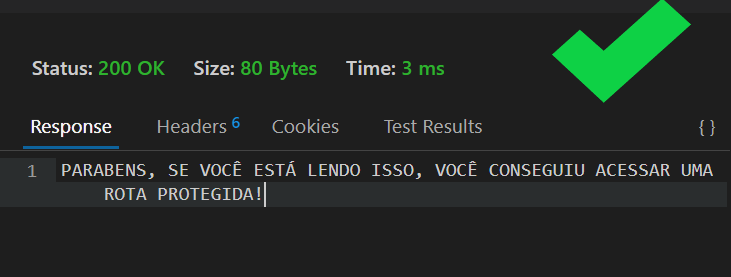 Status: 200 OK Size: 80 Bytes Time: 3 ms
Response Headers 6 Cookies Test Results { }
1 PARABENS, SE VOCÊ ESTÁ LENDO ISSO, VOCÊ CONSEGUIU ACESSAR UMA
ROTA PROTEGIDA!